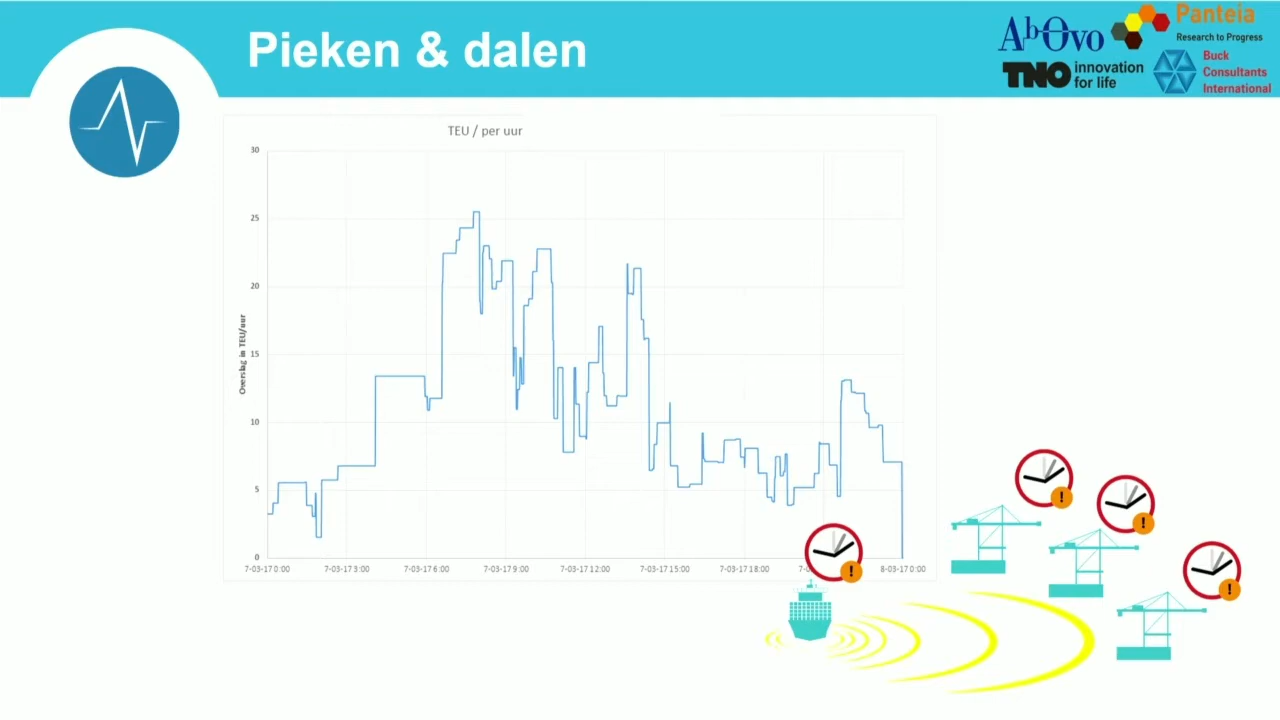 Pieken & dalen
AbOvo
Panteia
Research to Progress
TNO innovation
for life
Buck
Consultants
International
TEU / per uur
Overslag in TEU/uur
30
25
20
15
10
5
0
7-03-17 0:00
7-03-17 3:00
7-03-17 6:00
7-03-17 9:00
7-03-17 12:00
7-03-17 15:00
7-03-17 18:00
8-03-17 0:00
!
!
!
!